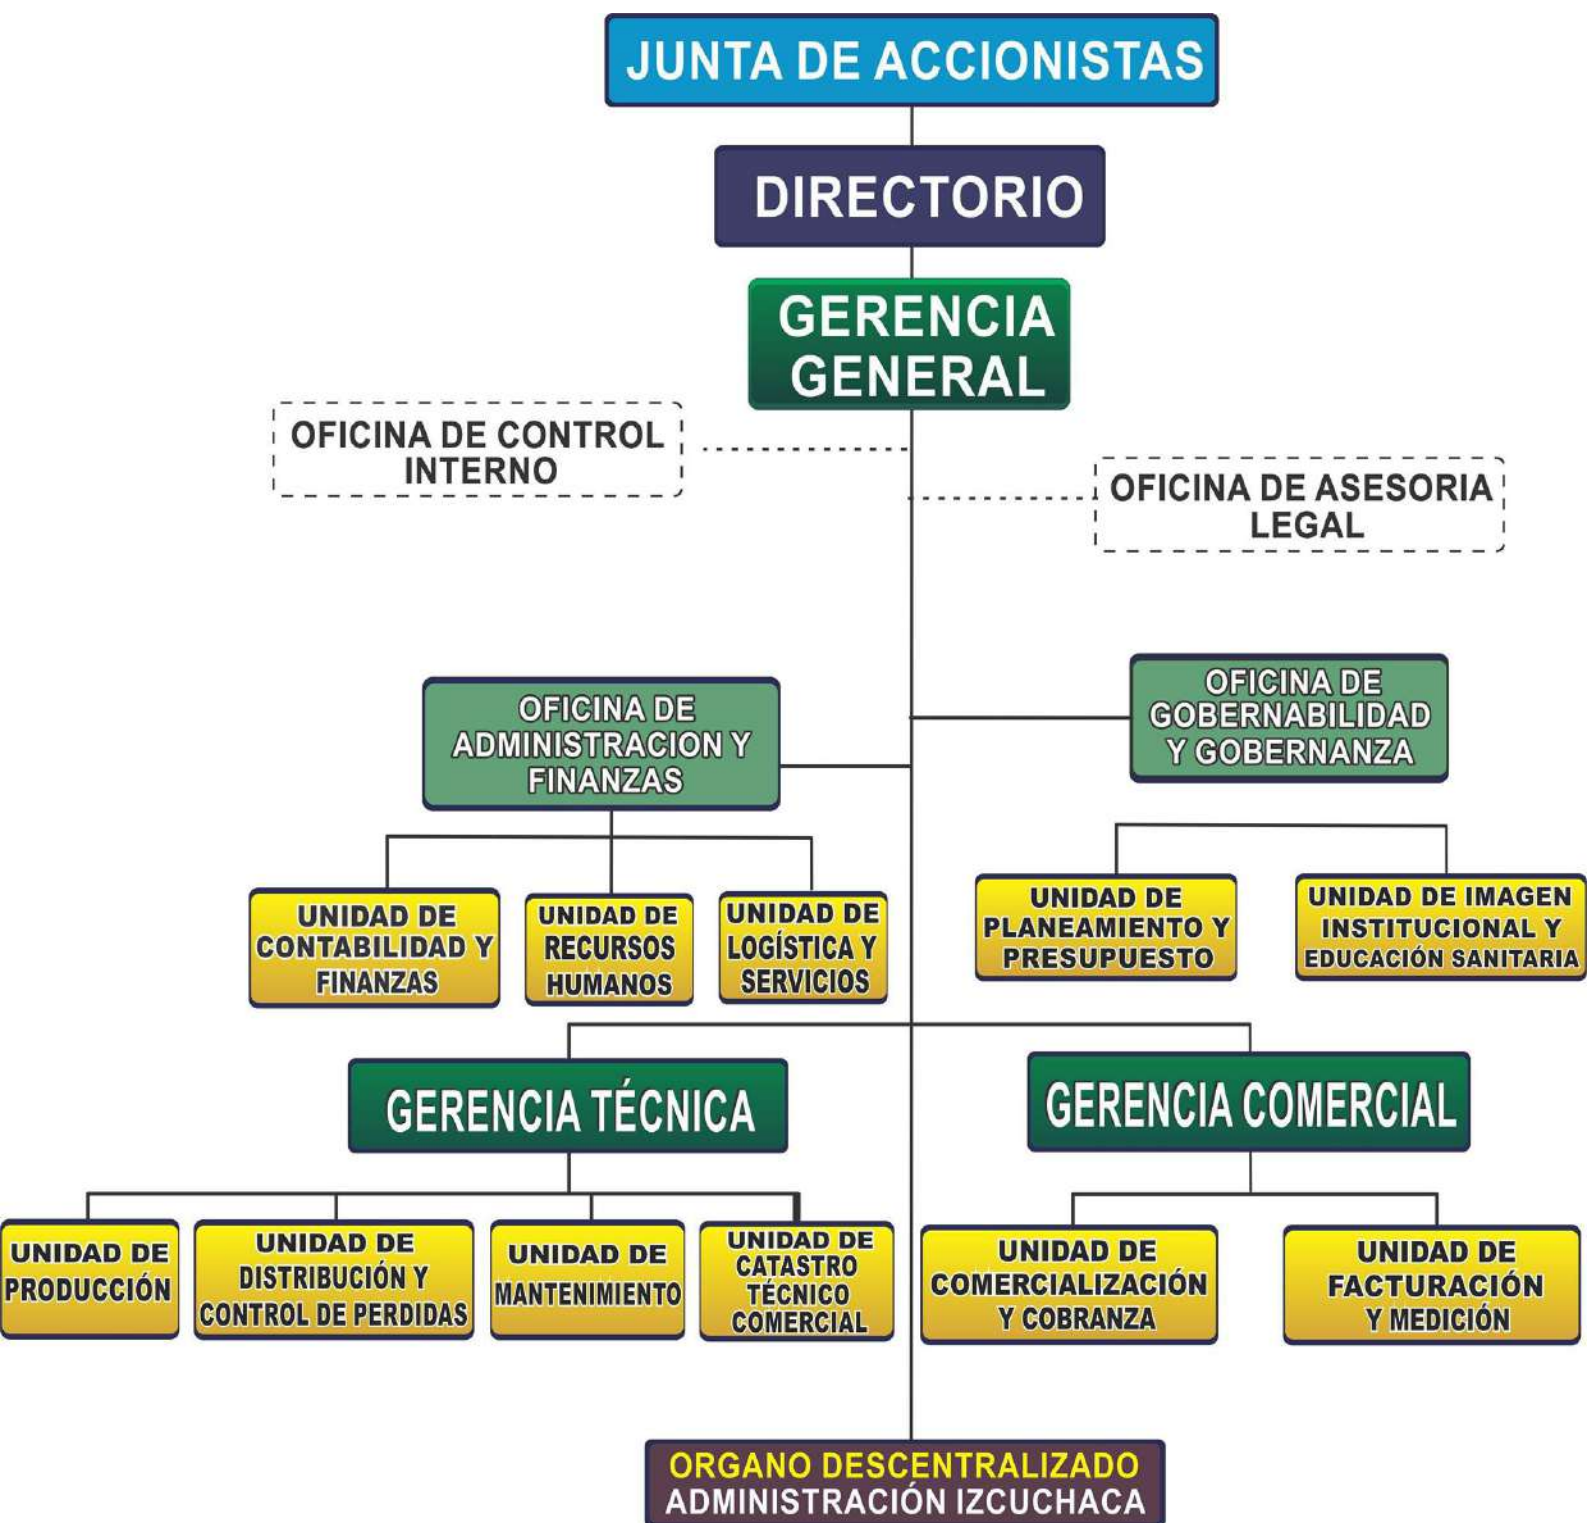 JUNTA DE ACCIONISTAS
DIRECTORIO
GERENCIA
GENERAL
OFICINA DE CONTROL
INTERNO
OFICINA DE ASESORIA
LEGAL
OFICINA DE
ADMINISTRACION Y
FINANZAS
OFICINA DE
GOBERNABILIDAD
Y GOBERNANZA
UNIDAD DE
CONTABILIDAD Y
FINANZAS
UNIDAD DE
RECURSOS
HUMANOS
UNIDAD DE
LOGÍSTICA Y
SERVICIOS
UNIDAD DE
PLANEAMIENTO Y
PRESUPUESTO
UNIDAD DE IMAGEN
INSTITUCIONAL Y
EDUCACIÓN SANITARIA
GERENCIA TÉCNICA
GERENCIA COMERCIAL
UNIDAD DE
PRODUCCIÓN
UNIDAD DE
DISTRIBUCIÓN Y
CONTROL DE PERDIDAS
UNIDAD DE
MANTENIMIENTO
UNIDAD DE
CATASTRO
TÉCNICO
COMERCIAL
UNIDAD DE
COMERCIALIZACIÓN
Y COBRANZA
UNIDAD DE
FACTURACIÓN
Y MEDICIÓN
ORGANO DESCENTRALIZADO
ADMINISTRACIÓN IZCUCHACA